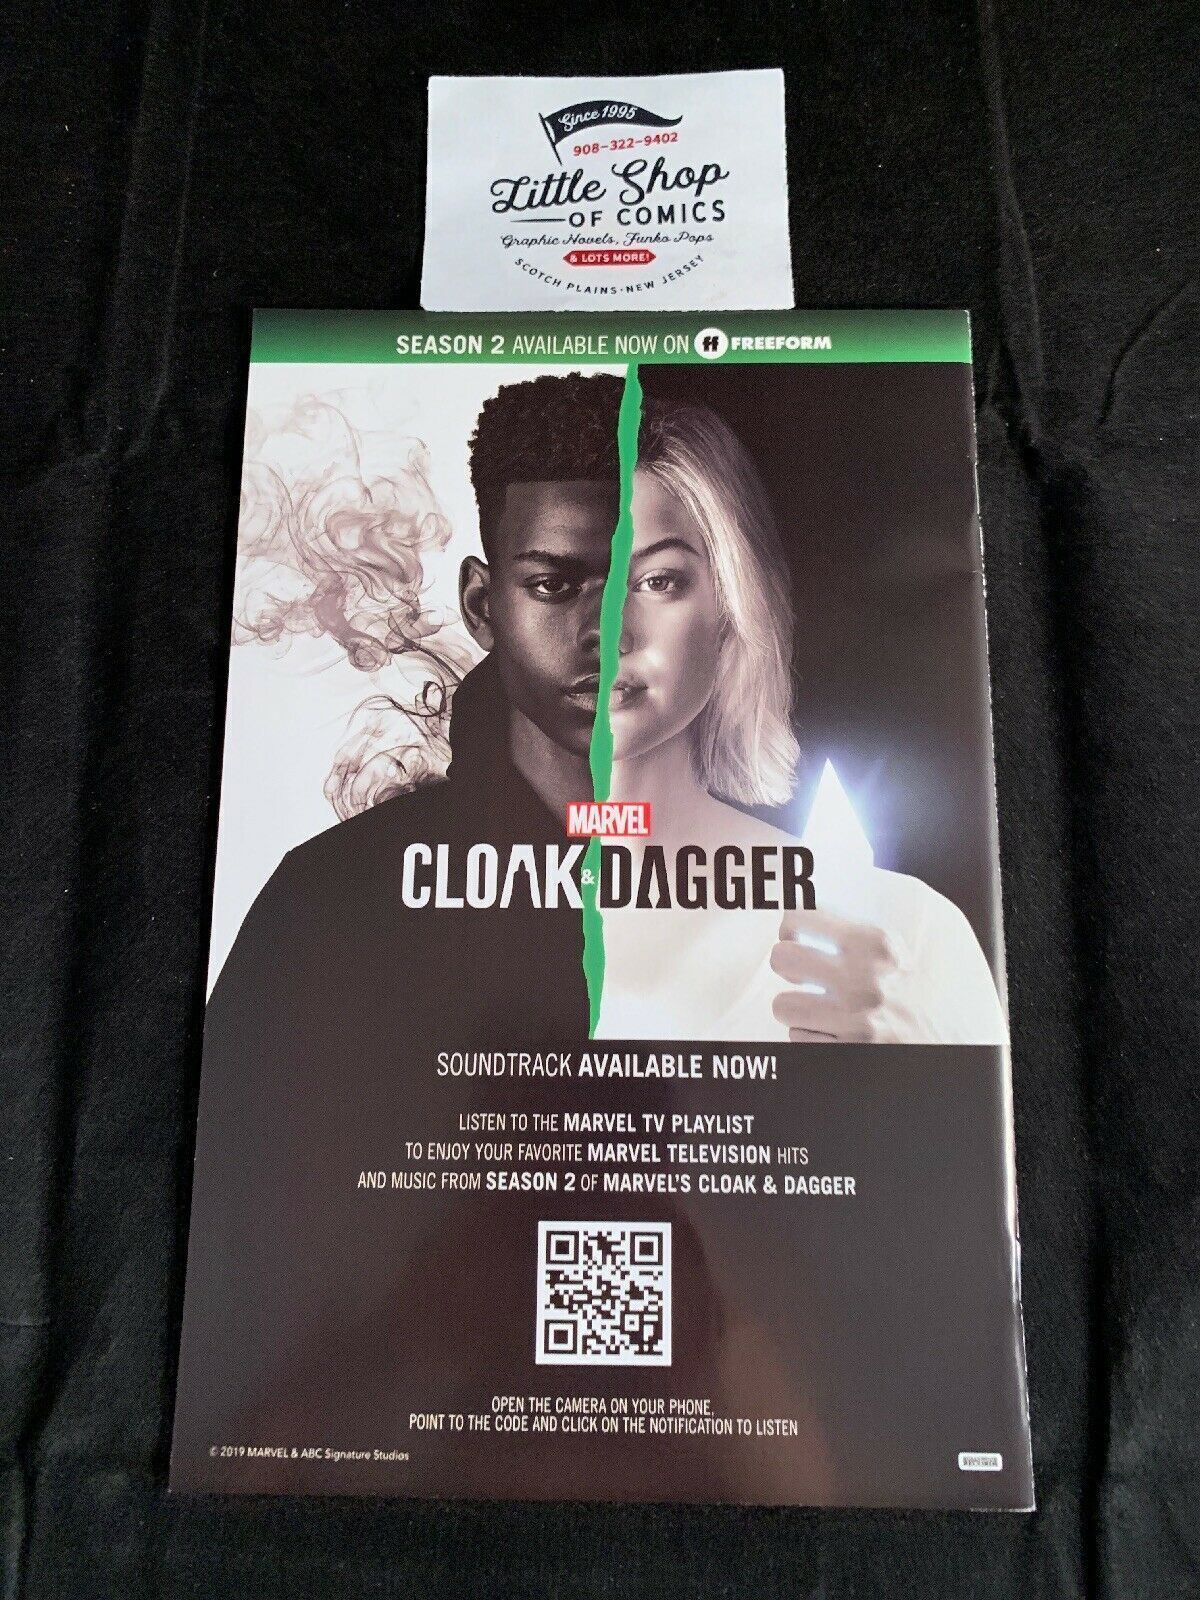 Since 1995
908-322-9402
Little Shop
OF COMICS
Graphic Novels, Funko Pops
& LOTS MORE!
SCOTCH PLAINS · NEW JERSEY
SEASON 2 AVAILABLE NOW ON ff FREEFORM
MARVEL
CLOAK & DAGGER
SOUNDTRACK AVAILABLE NOW!
LISTEN TO THE MARVEL TV PLAYLIST
TO ENJOY YOUR FAVORITE MARVEL TELEVISION HITS
AND MUSIC FROM SEASON 2 OF MARVEL'S CLOAK & DAGGER
OPEN THE CAMERA ON YOUR PHONE,
POINT TO THE CODE AND CLICK ON THE NOTIFICATION TO LISTEN
© 2019 MARVEL & ABC Signature Studios
RECORDS